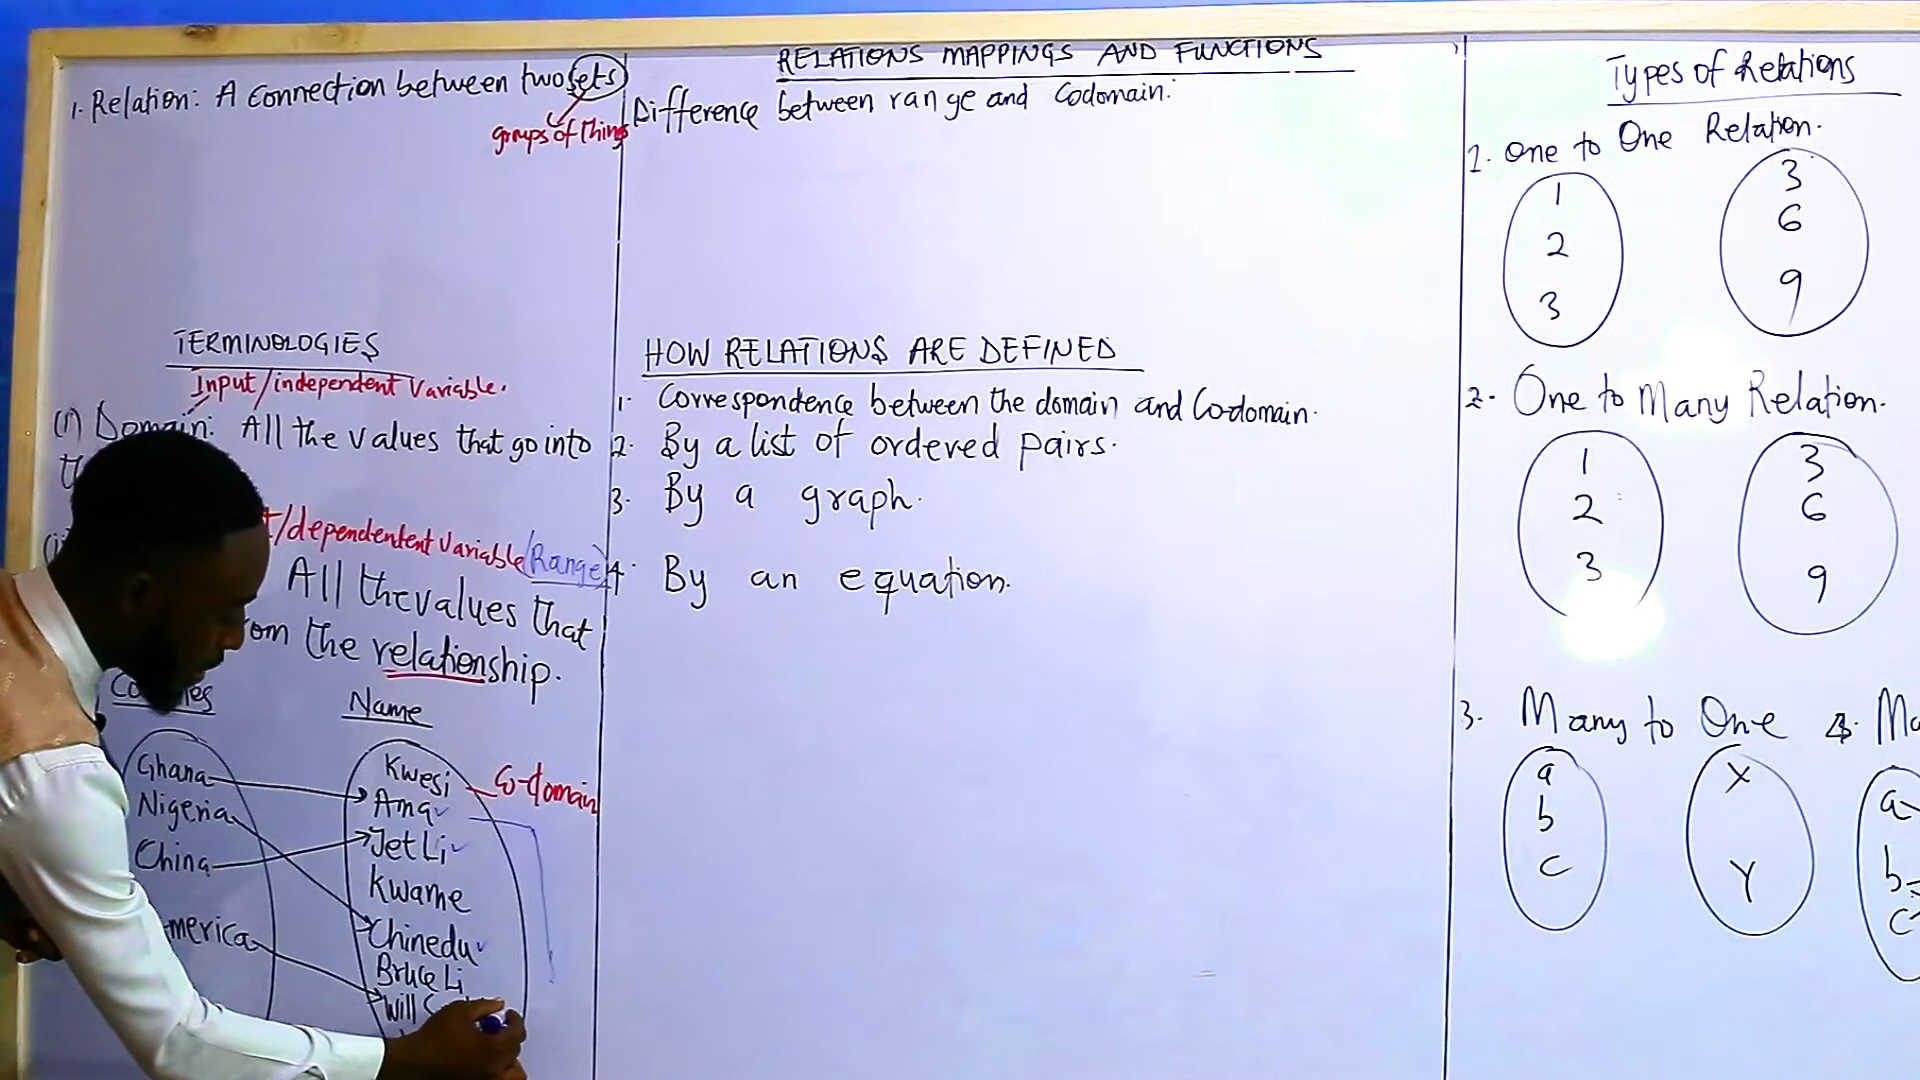 RELATIONS MAPPINGS AND FUNCTIONS
1. Relation: A Connection between two sets
groups of things
TERMINOLOGIES
Input/independent Variable.
(i) Domain: All the values that go into
/dependentent Variable (Range)
All the values that
the relationship.
Name
Ghana
Nigeria
China
Kwesi
Ama
Jet Li
Kwame
Chinedu
Bruce Li
Will
Co-domain
Difference between range and Codomain:
HOW RELATIONS ARE DEFINED
1. Correspondence between the domain and Co-domain.
2. By a list of ordered pairs.
3. By a graph.
4. By an equation.
Types of Relations
1. One to One Relation.
1
2
3
3
6
9
2. One to Many Relation.
1
2
3
3
6
9
3. Many to One
a
b
c
X
Y
4.
a
b
c